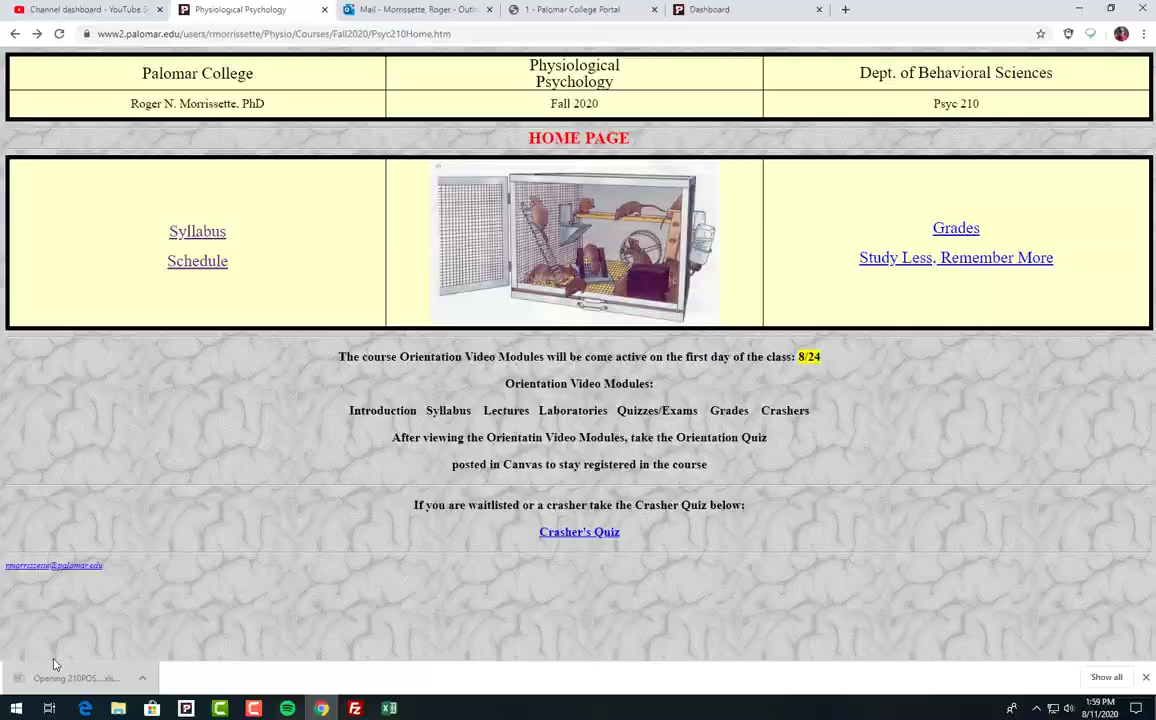 Channel dashboard - YouTube S
Physiological Psychology
Mail - Morrissette, Roger - Outlo
1 - Palomar College Portal
Dashboard
www2.palomar.edu/users/rmorrissette/Physio/Courses/Fall2020/Psyc210Home.htm
Palomar College
Physiological
Psychology
Dept. of Behavioral Sciences
Roger N. Morrissette, PhD
Fall 2020
Psyc 210
HOME PAGE
Syllabus
Schedule
Grades
Study Less, Remember More
The course Orientation Video Modules will be come active on the first day of the class: 8/24
Orientation Video Modules:
Introduction Syllabus Lectures Laboratories Quizzes/Exams Grades Crashers
After viewing the Orientatin Video Modules, take the Orientation Quiz
posted in Canvas to stay registered in the course
If you are waitlisted or a crasher take the Crasher Quiz below:
Crasher's Quiz
rmorrissette@palomar.edu
Opening 210POS....xls...
Show all
1:59 PM
8/11/2020